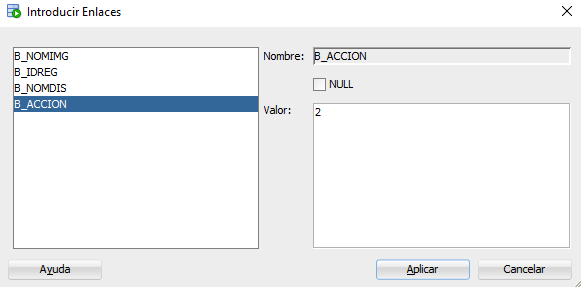 Introducir Enlaces
B_NOMIMG
B_IDREG
B_NOMDIS
B_ACCION
Nombre: B_ACCION
NULL
Valor: 2
Ayuda
Aplicar
Cancelar